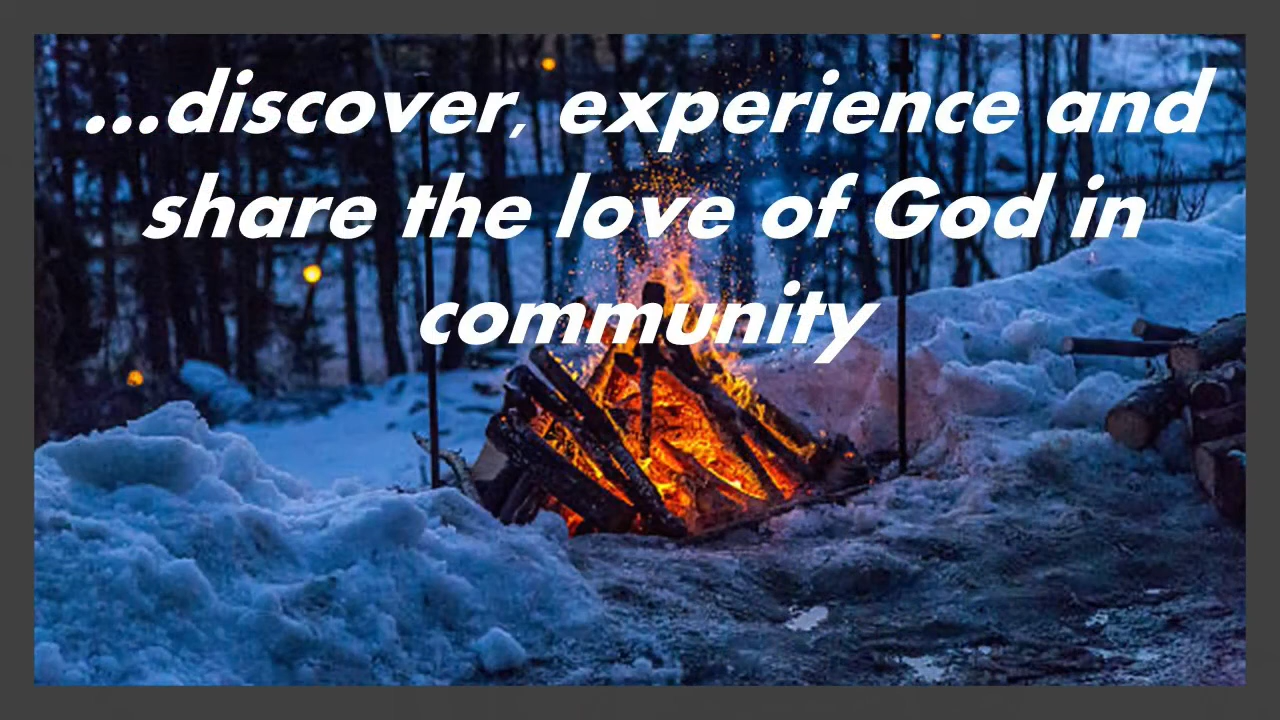 ...discover, experience and
share the love of God in
community